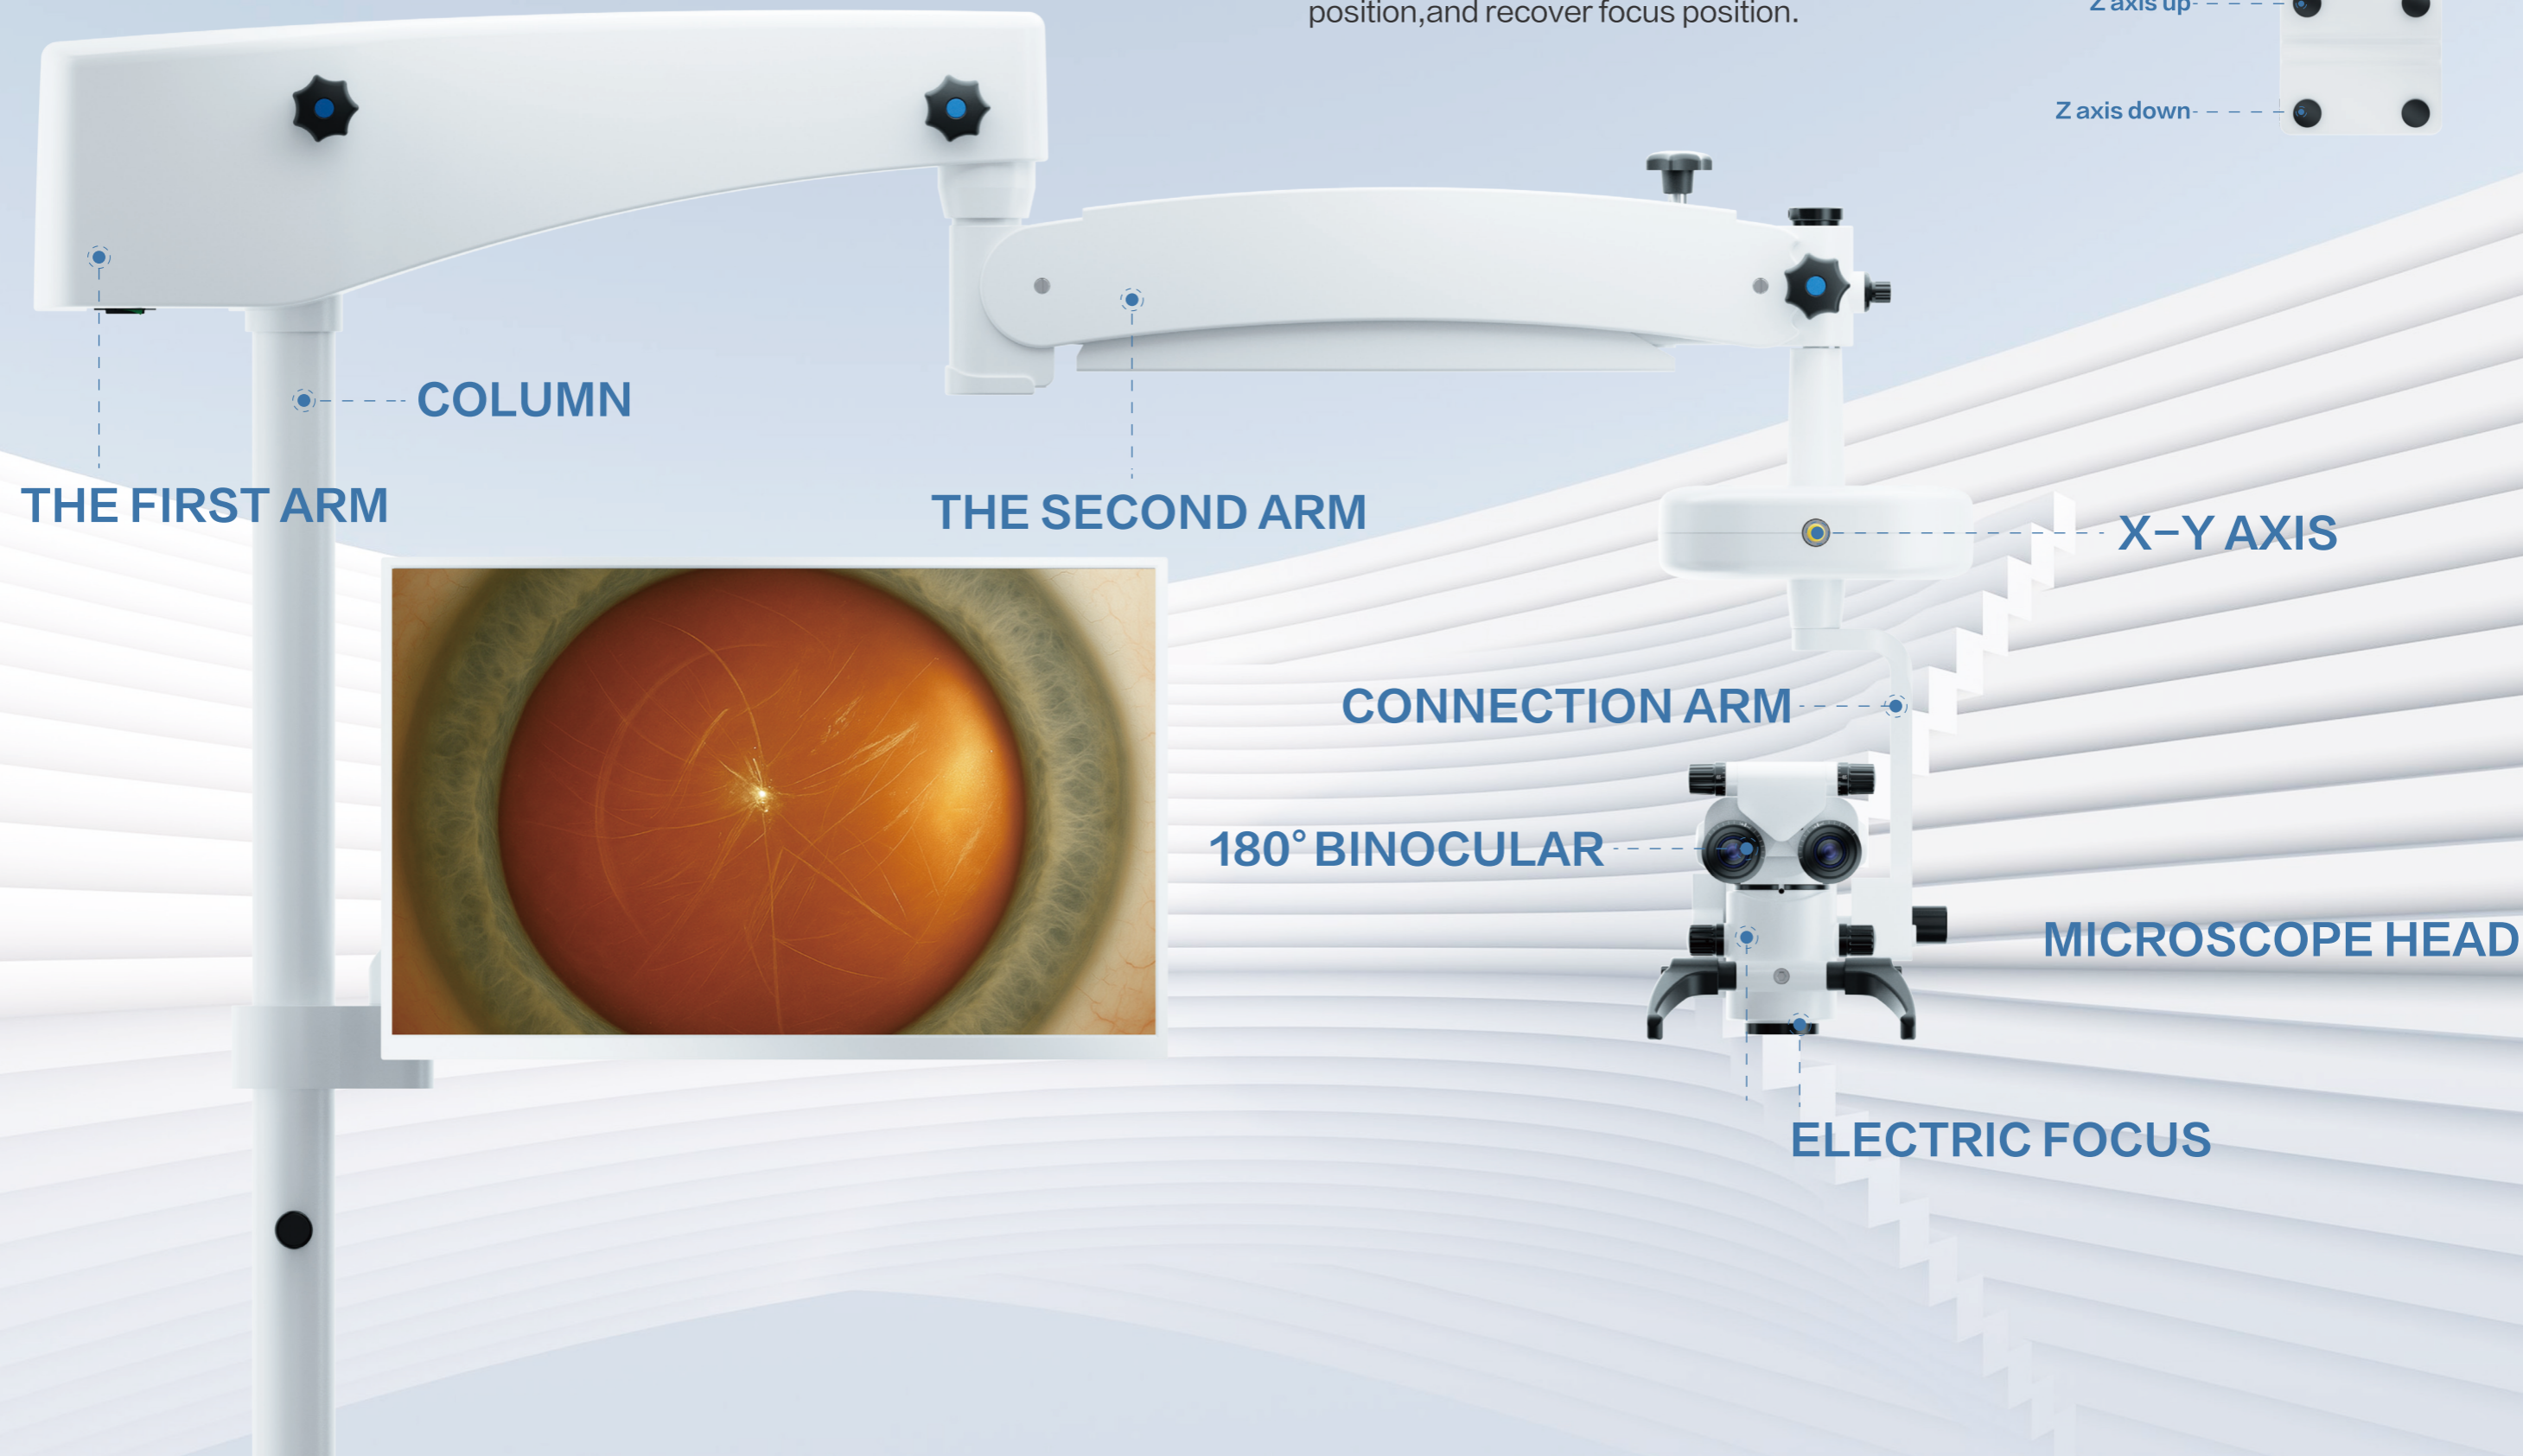 position,and recover focus position.
Z axis up
Z axis down
COLUMN
THE FIRST ARM
THE SECOND ARM
X-Y AXIS
CONNECTION ARM
180° BINOCULAR
MICROSCOPE HEAD
ELECTRIC FOCUS